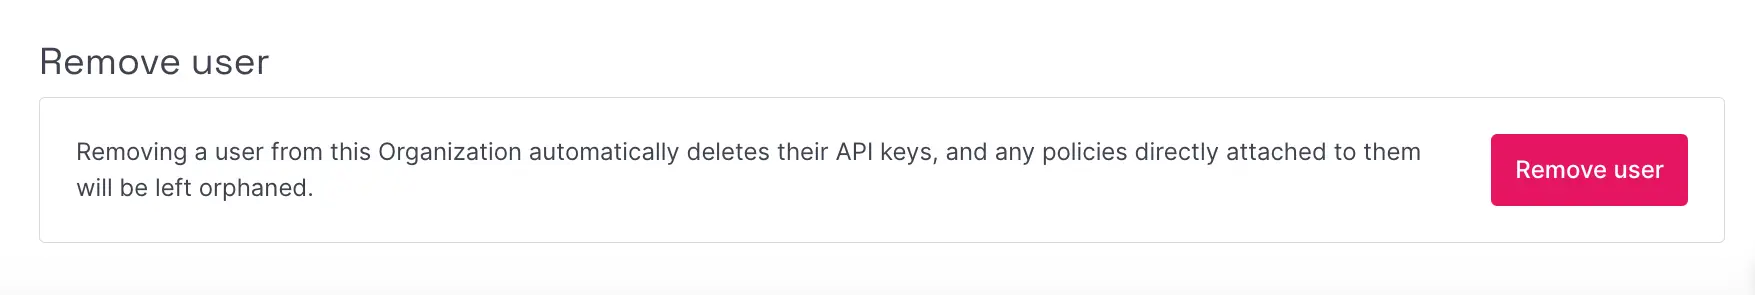 Remove user
Removing a user from this Organization automatically deletes their API keys, and any policies directly attached to them
will be left orphaned.
Remove user